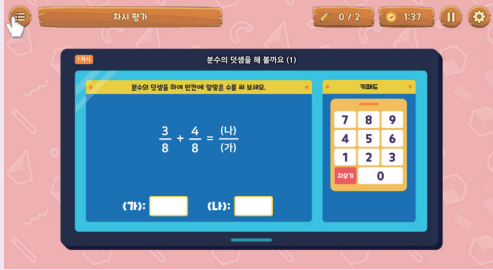 차시 평가
0 / 2
1:37
1차시
분수의 덧셈을 해 볼까요 (1)
분수의 덧셈을 하여 빈칸에 알맞은 수를 써 보세요.
3/8 + 4/8 = (나)/(가)
(가):
(나):
키패드
7 8 9
4 5 6
1 2 3
지우기 0